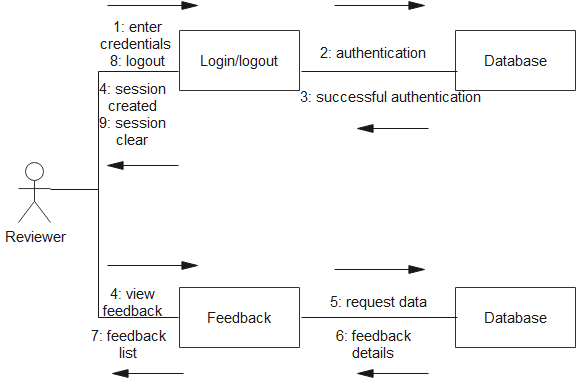 1: enter
credentials
8: logout
Login/logout
2: authentication
Database
4: session
created
9: session
clear
3: successful authentication
Reviewer
4: view
feedback
Feedback
5: request data
Database
7: feedback
list
6: feedback
details